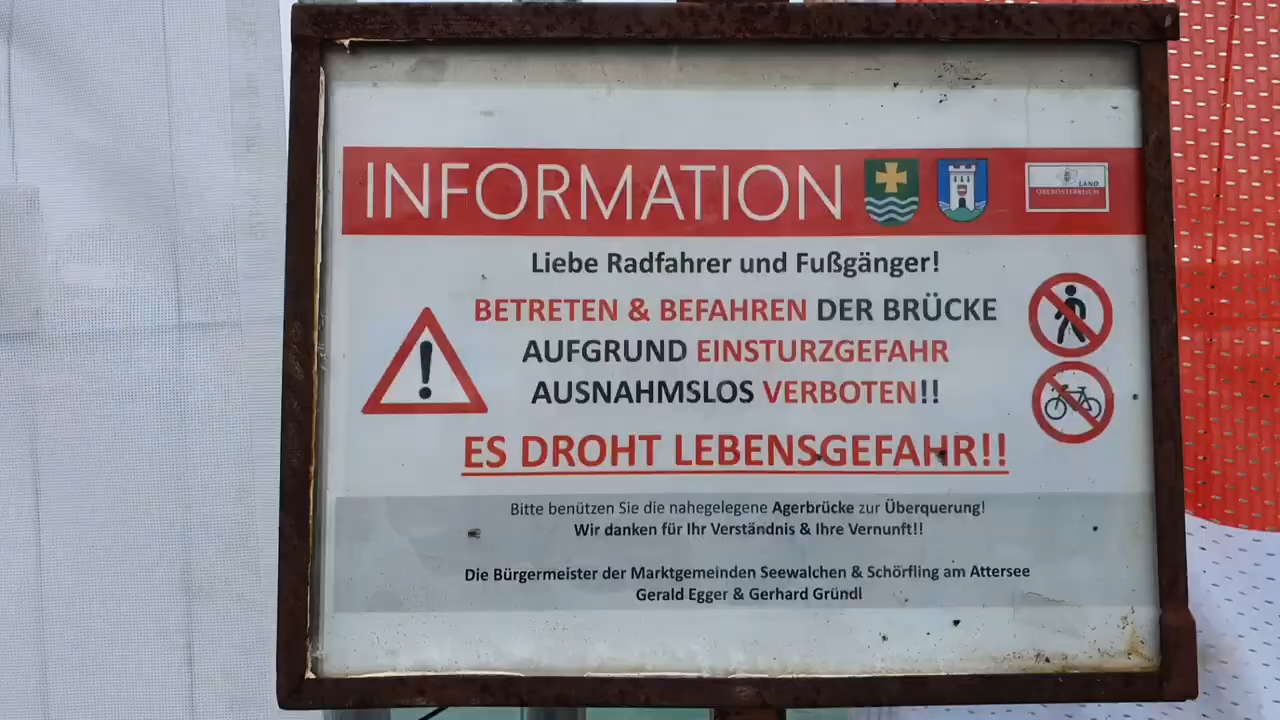 INFORMATION
LAND
OBERÖSTERREICH
Liebe Radfahrer und Fußgänger!
BETRETEN & BEFAHREN DER BRÜCKE
AUFGRUND EINSTURZGEFAHR
AUSNAHMSLOS VERBOTEN!!
ES DROHT LEBENSGEFAHR!!
Bitte benützen Sie die nahegelegene Agerbrücke zur Überquerung!
Wir danken für Ihr Verständnis & Ihre Vernunft!!
Die Bürgermeister der Marktgemeinden Seewalchen & Schörfling am Attersee
Gerald Egger & Gerhard Gründl